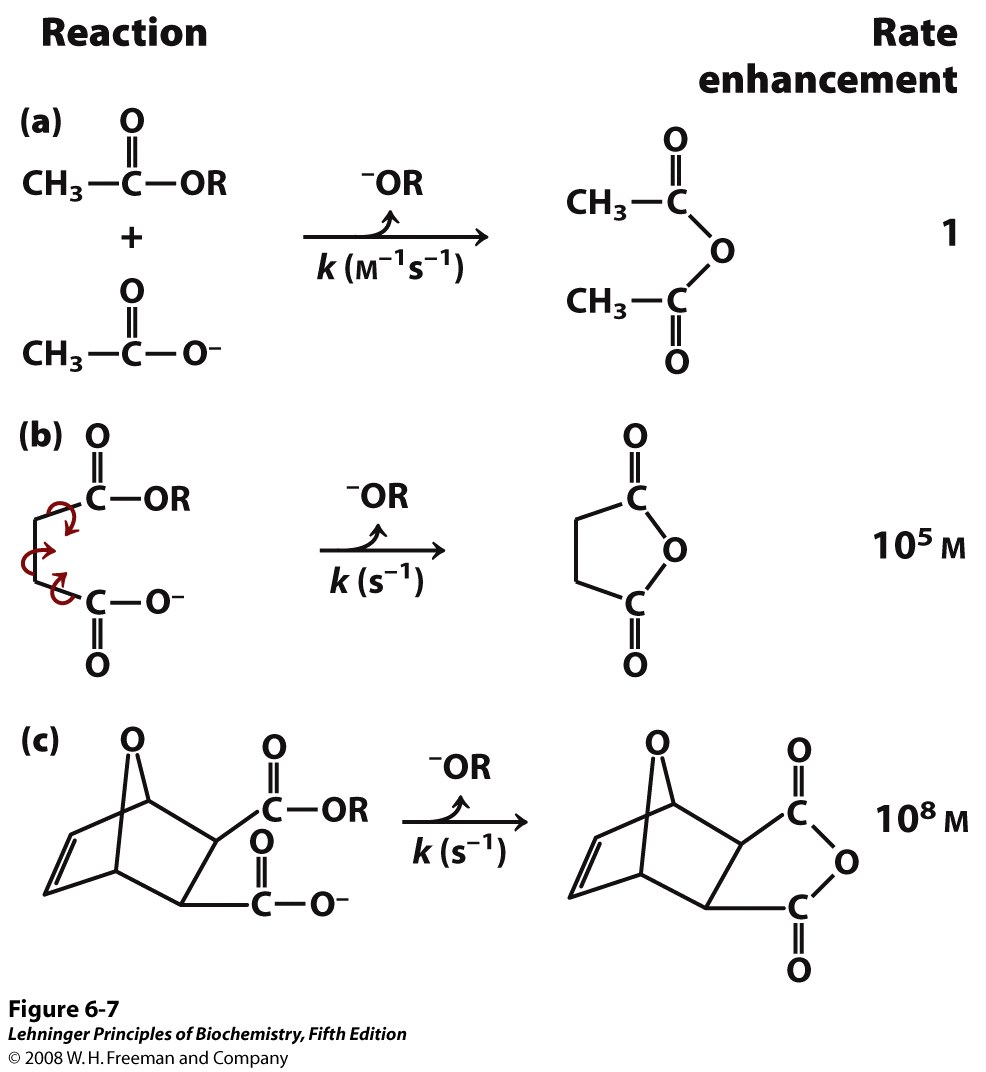 Reaction
Rate
enhancement
(a)
O
CH₃—C—OR
+
O
CH₃—C—O⁻
⁻OR
k (M⁻¹s⁻¹)
O
CH₃—C
O
CH₃—C
O
1
(b)
O
C—OR
C—O⁻
O
⁻OR
k (s⁻¹)
O
C
O
C
O
10⁵ M
(c)
O
O
C—OR
O
C—O⁻
⁻OR
k (s⁻¹)
O
O
C
O
C
O
10⁸ M
Figure 6-7
Lehninger Principles of Biochemistry, Fifth Edition
© 2008 W. H. Freeman and Company